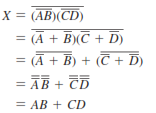 X = \overline{(\overline{AB})(\overline{CD})}
= \overline{(\overline{A} + \overline{B})(\overline{C} + \overline{D})}
= \overline{(\overline{A} + \overline{B})} + \overline{(\overline{C} + \overline{D})}
= \overline{\overline{A}}\,\overline{\overline{B}} + \overline{\overline{C}}\,\overline{\overline{D}}
= AB + CD